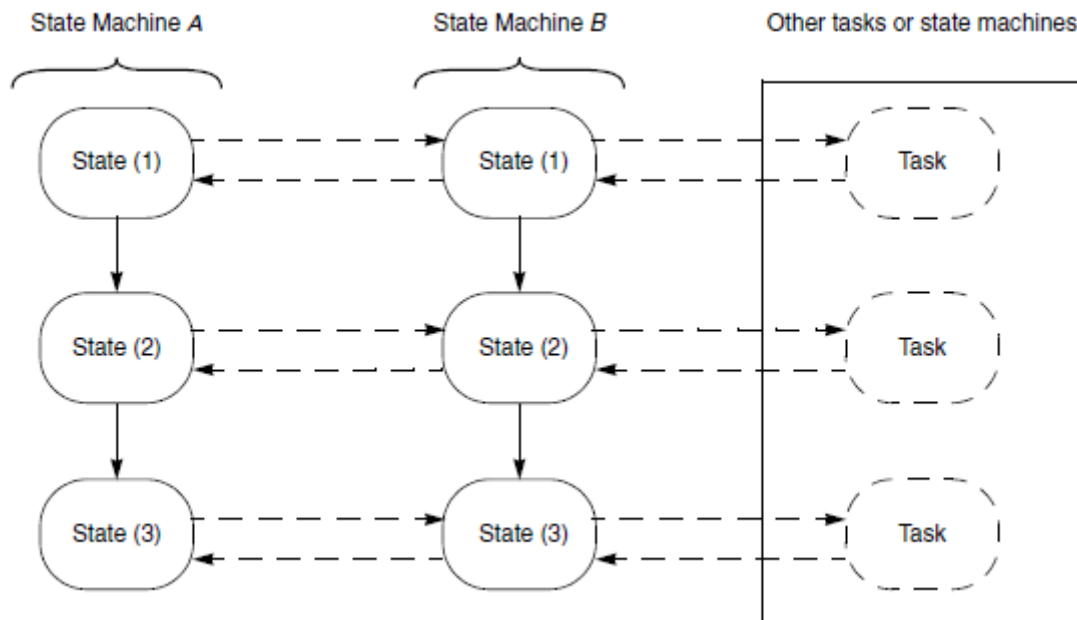 State Machine A
State Machine B
Other tasks or state machines
State (1)
State (1)
Task
State (2)
State (2)
Task
State (3)
State (3)
Task